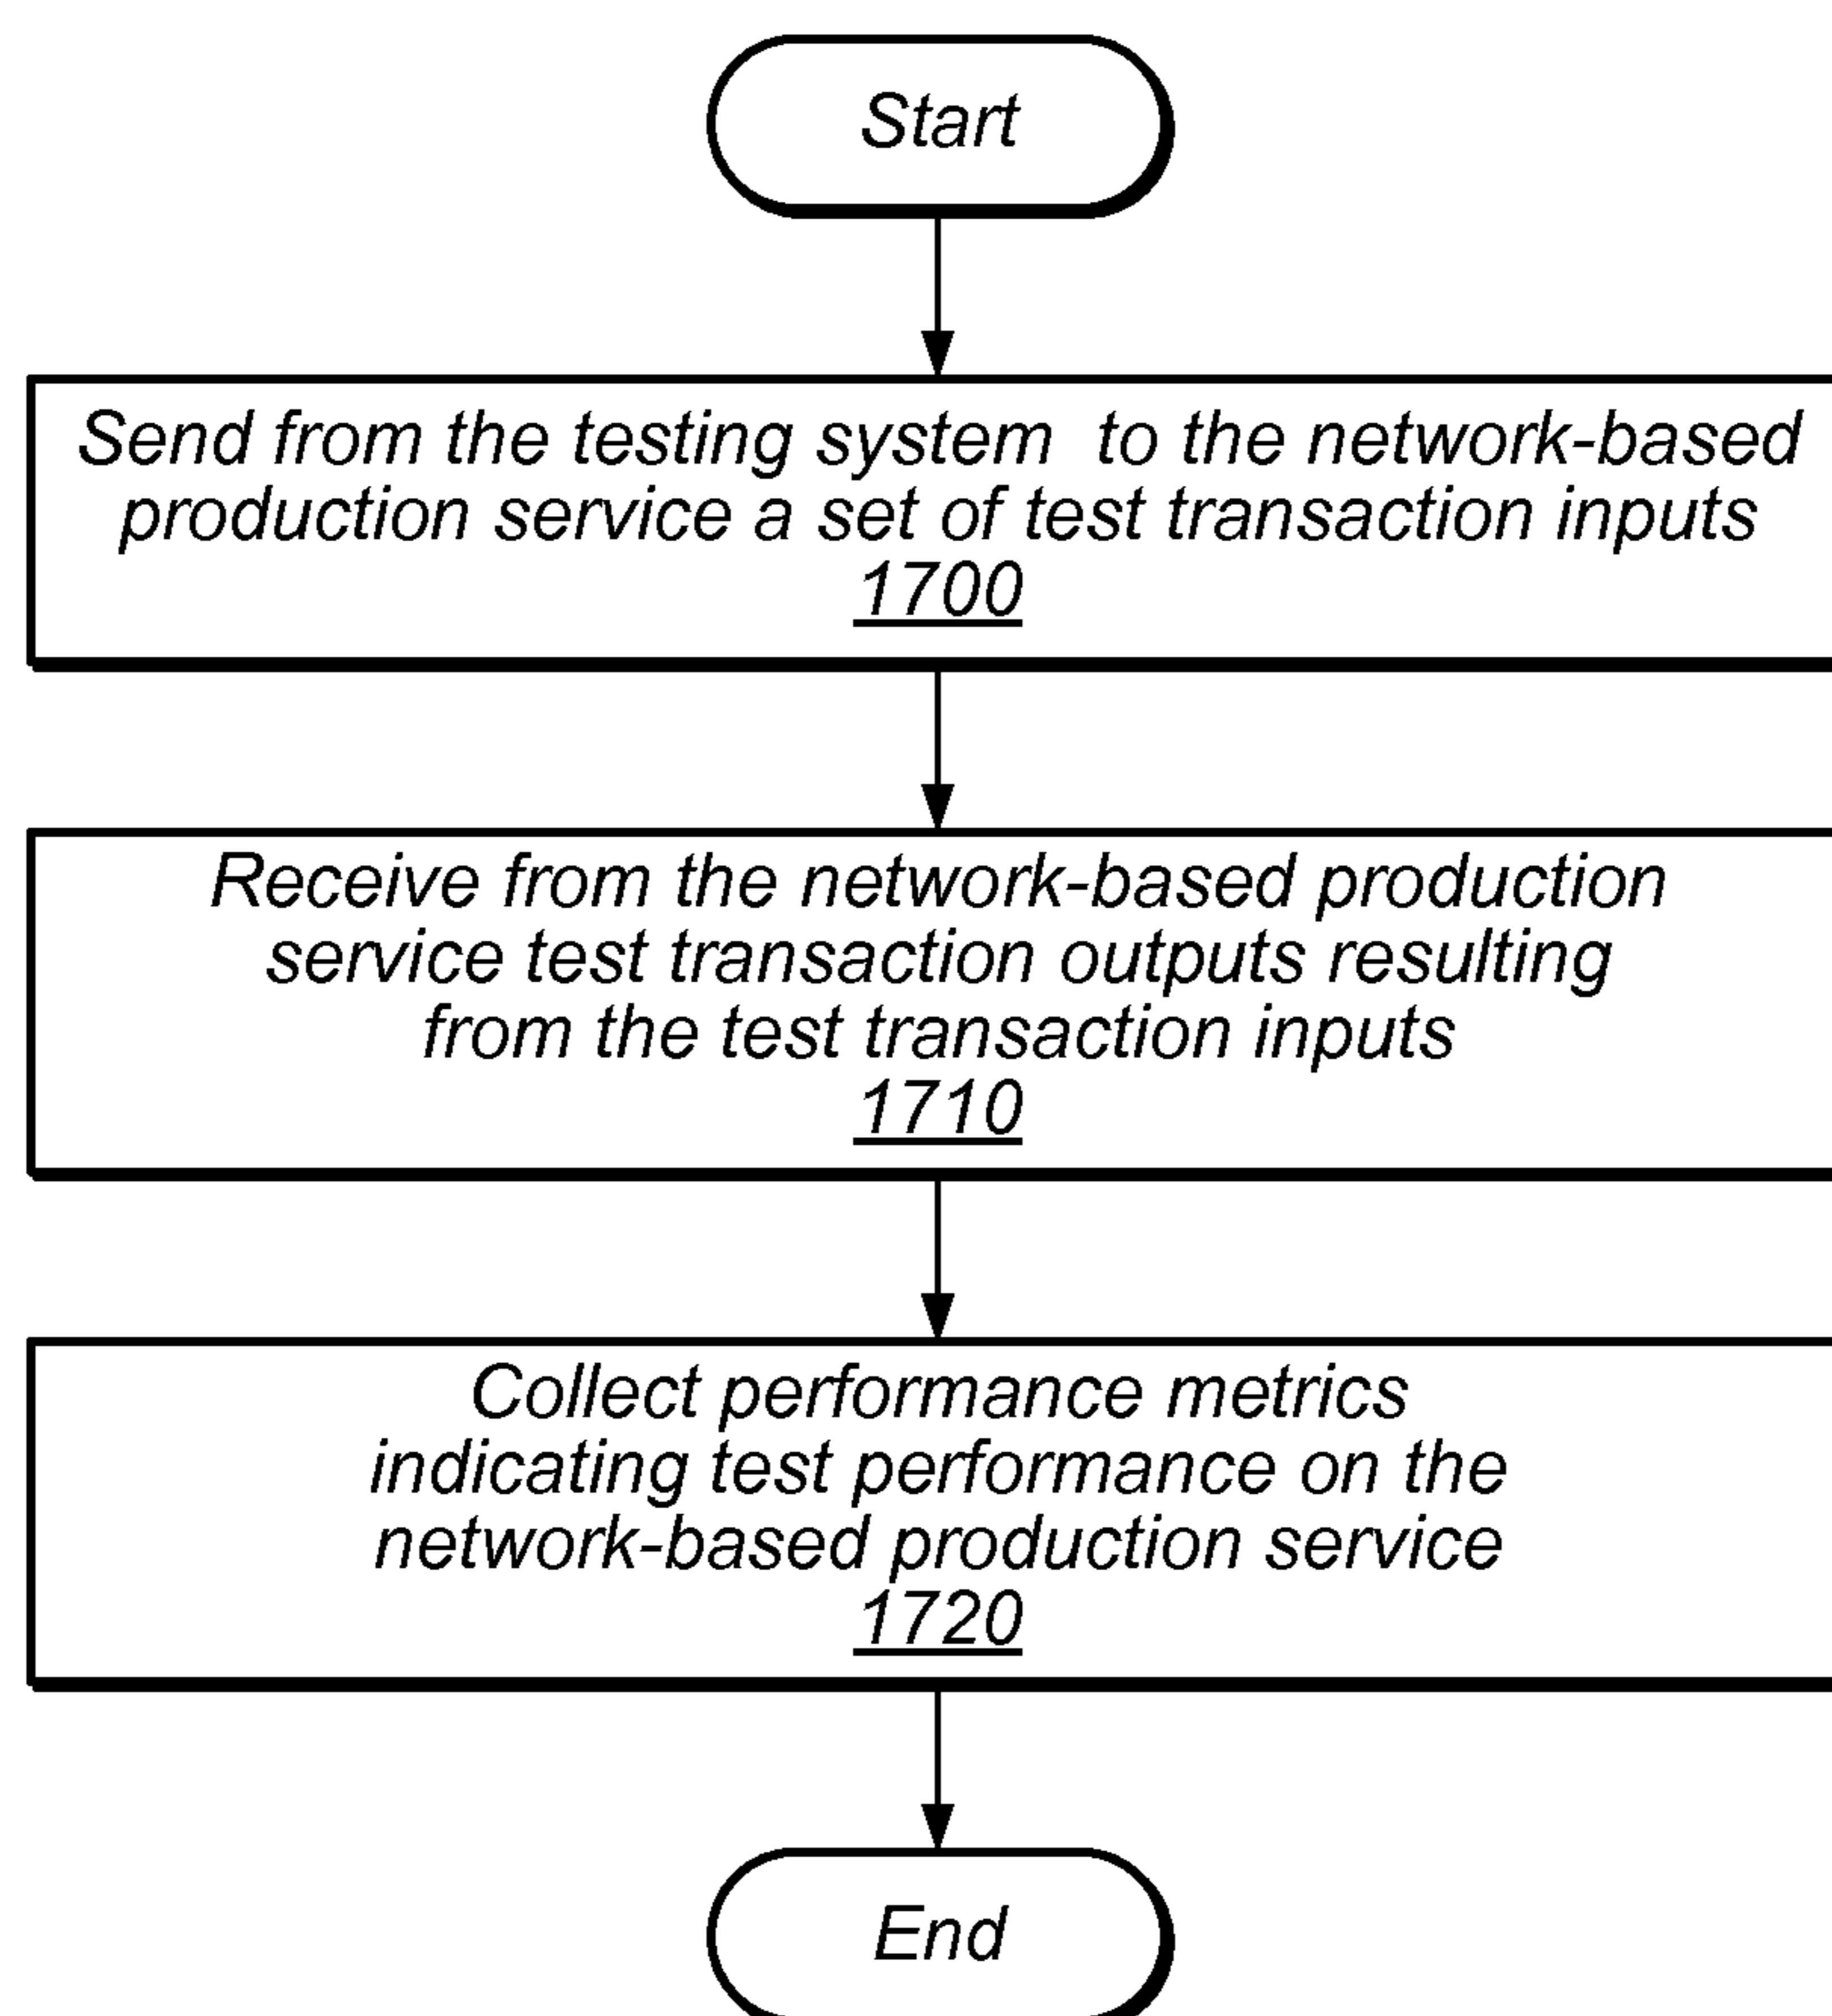 Start
Send from the testing system to the network-based
production service a set of test transaction inputs
1700
Receive from the network-based production
service test transaction outputs resulting
from the test transaction inputs
1710
Collect performance metrics
indicating test performance on the
network-based production service
1720
End